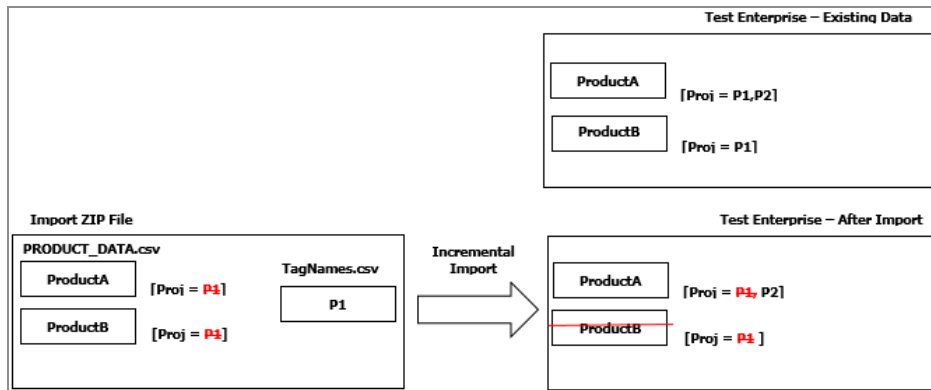 Test Enterprise – Existing Data
ProductA
[Proj = P1,P2]
ProductB
[Proj = P1]
Import ZIP File
PRODUCT_DATA.csv
ProductA
[Proj = P1]
ProductB
[Proj = P1]
TagNames.csv
P1
Incremental
Import
Test Enterprise – After Import
ProductA
[Proj = P1, P2]
ProductB
[Proj = P1 ]